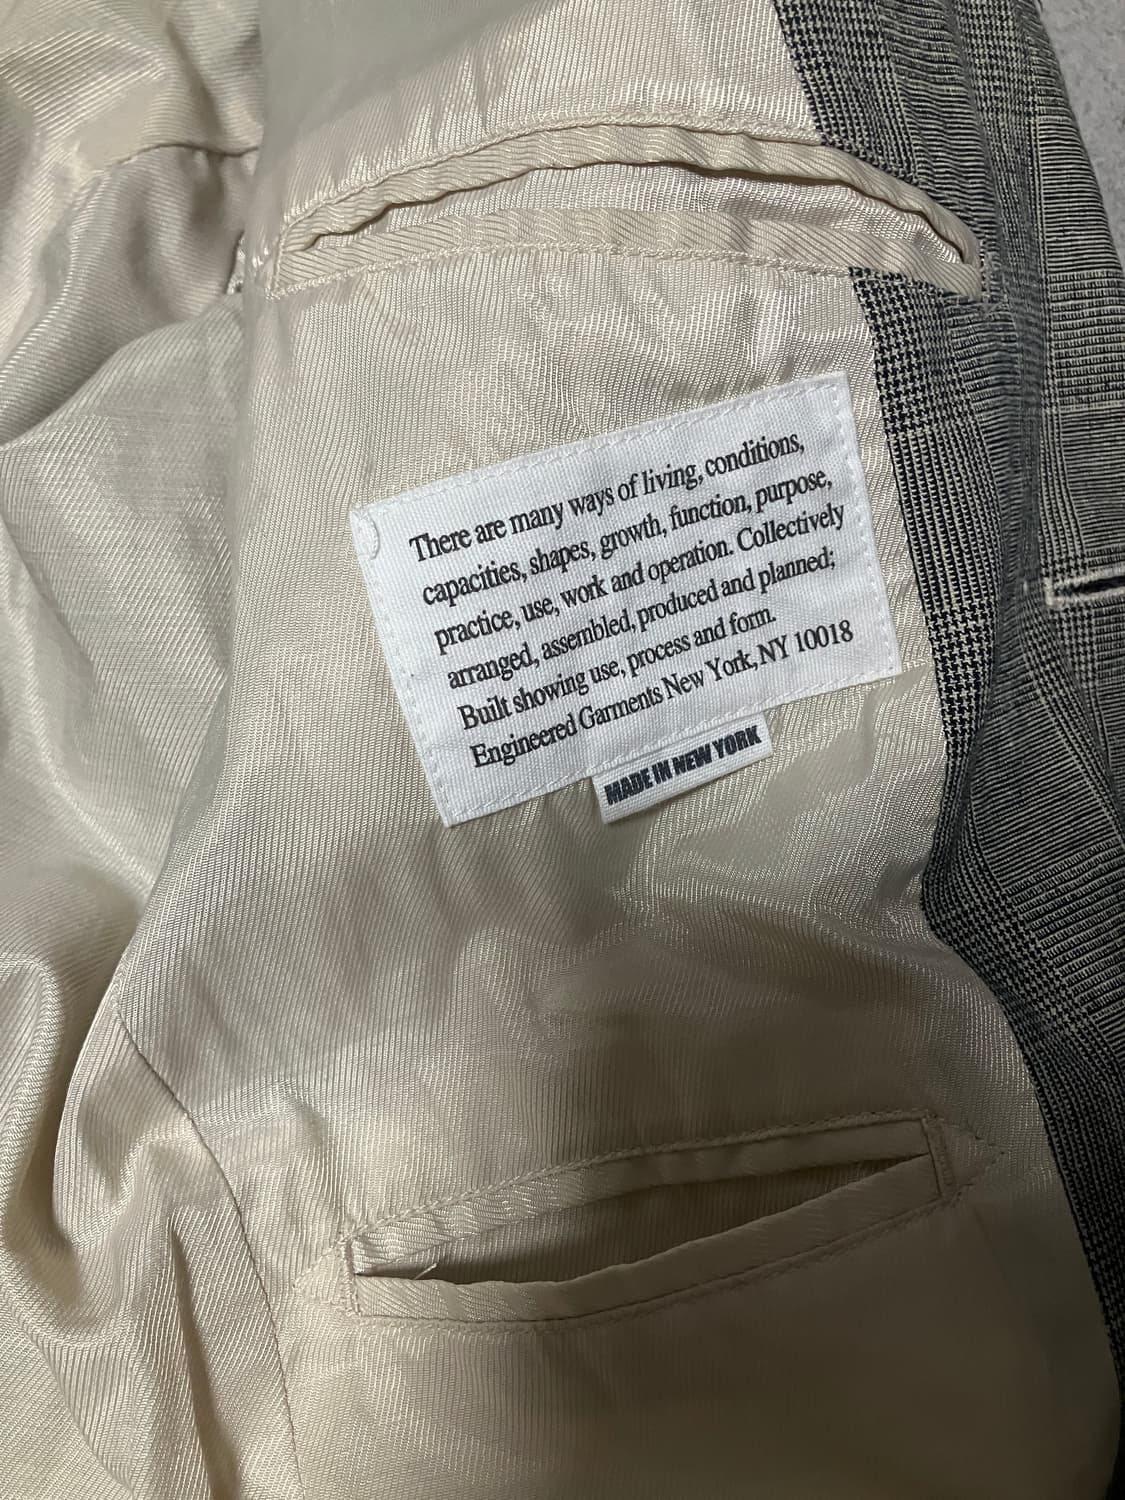 There are many ways of living, conditions,
capacities, shapes, growth, function, purpose,
practice, use, work and operation. Collectively
arranged, assembled, produced and planned;
Built showing use, process and form.
Engineered Garments New York, NY 10018
MADE IN NEW YORK